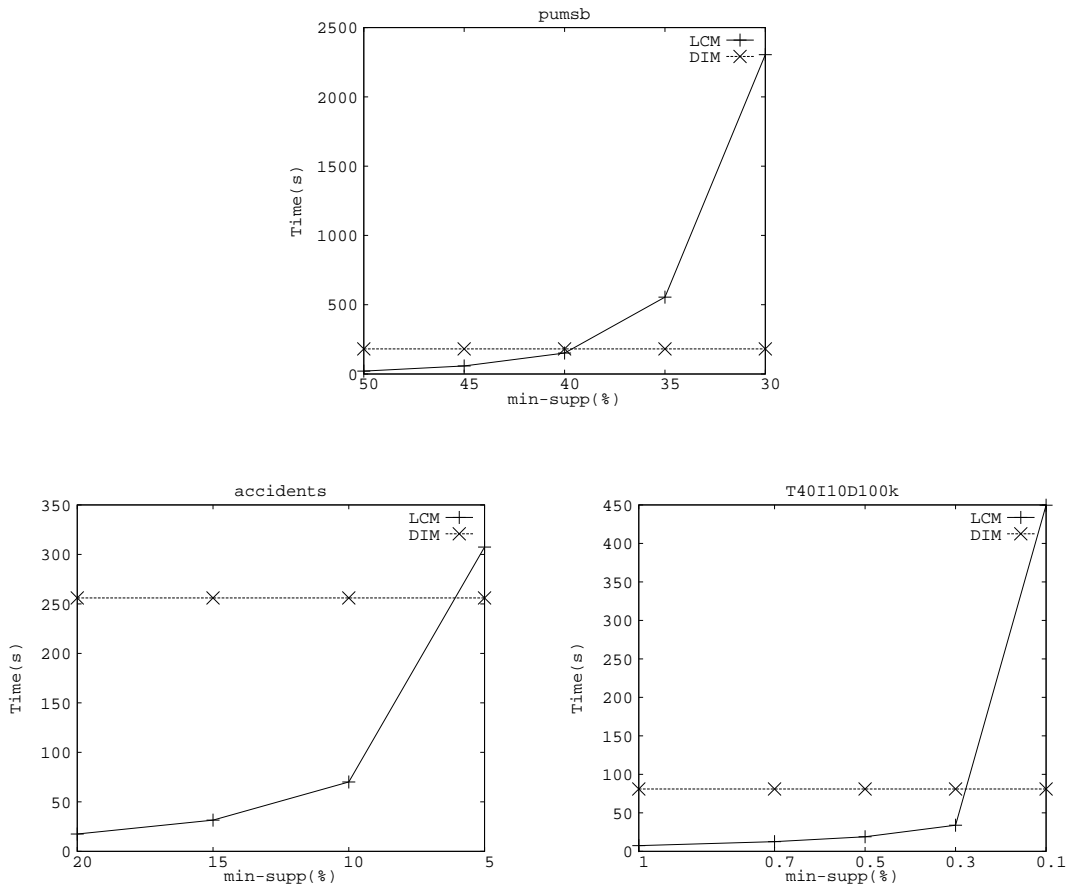 pumsb
2500
2000
1500
1000
500
0
Time(s)
LCM
DIM
50 45 40 35 30
min-supp(%)
accidents
350
300
250
200
150
100
50
0
Time(s)
LCM
DIM
20 15 10 5
min-supp(%)
T40I10D100k
450
400
350
300
250
200
150
100
50
0
Time(s)
LCM
DIM
1 0.7 0.5 0.3 0.1
min-supp(%)